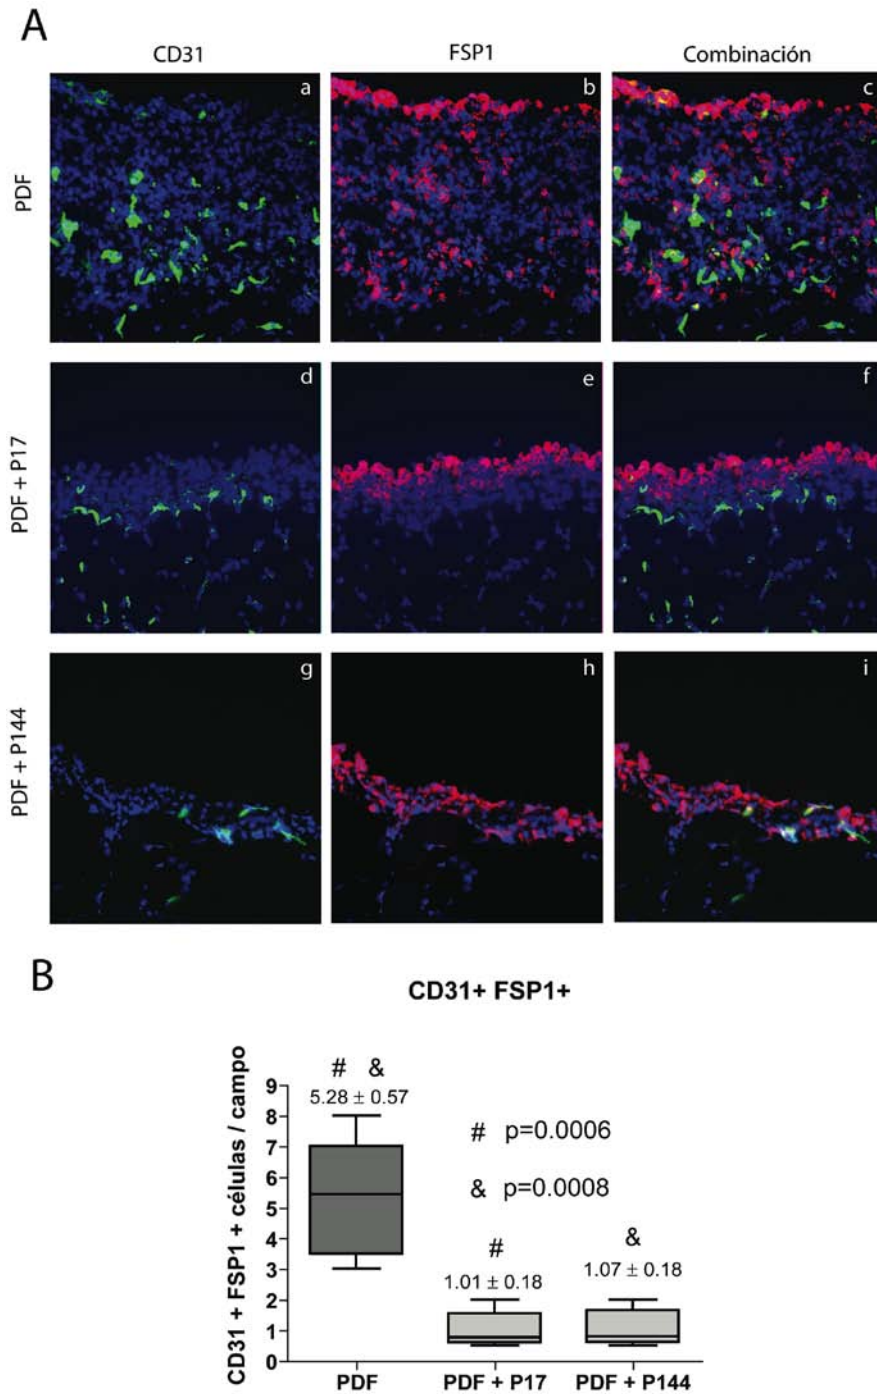 A
CD31 FSP1 Combinación
PDF
a b c
PDF + P17
d e f
PDF + P144
g h i
B
CD31+ FSP1+
CD31 + FSP1 + células / campo
# &
5.28 ± 0.57
9
8
7
6
5
4
3
2
1
0
# p=0.0006
& p=0.0008
#
1.01 ± 0.18
&
1.07 ± 0.18
PDF PDF + P17 PDF + P144